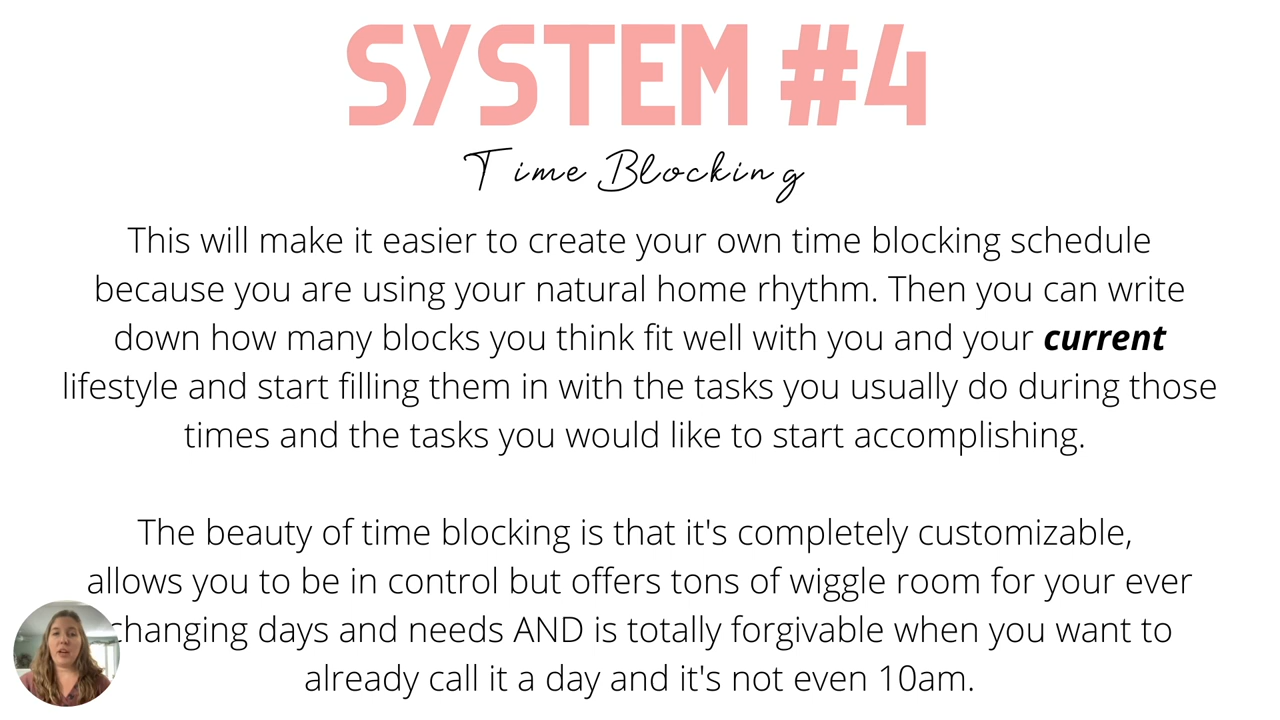 SYSTEM #4
Time Blocking
This will make it easier to create your own time blocking schedule
because you are using your natural home rhythm. Then you can write
down how many blocks you think fit well with you and your current
lifestyle and start filling them in with the tasks you usually do during those
times and the tasks you would like to start accomplishing.
The beauty of time blocking is that it's completely customizable,
allows you to be in control but offers tons of wiggle room for your ever
changing days and needs AND is totally forgivable when you want to
already call it a day and it's not even 10am.